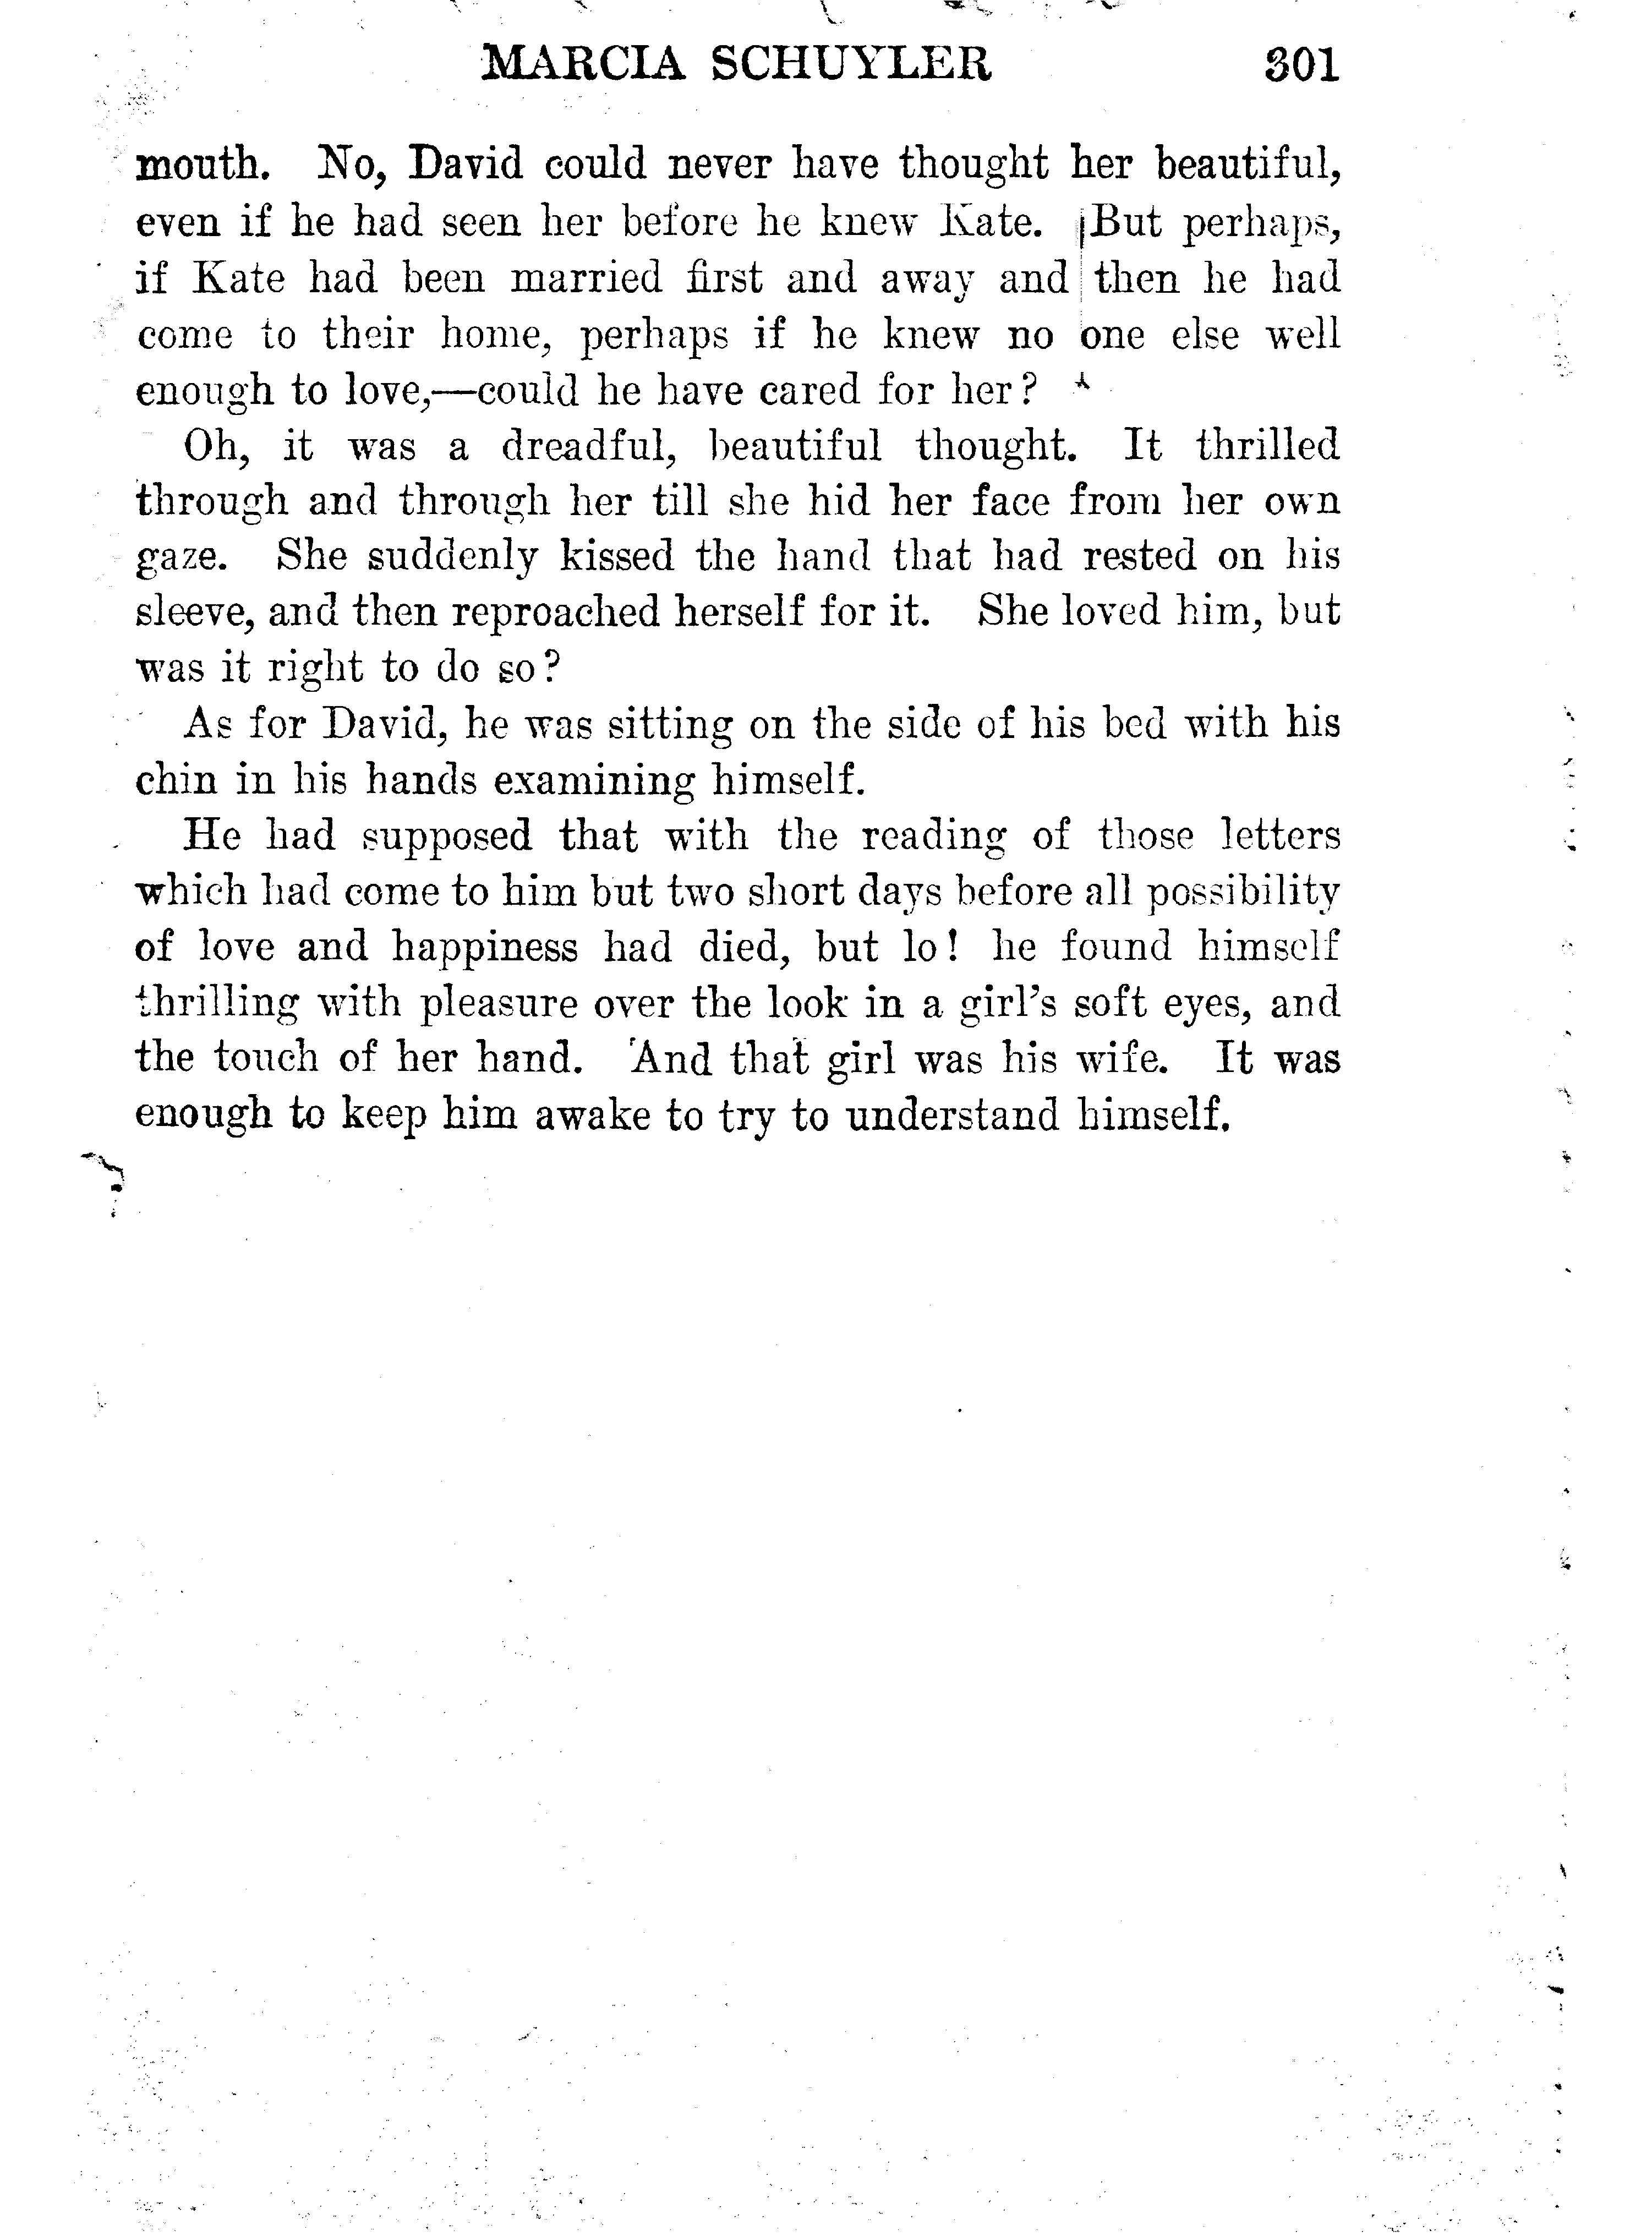 MARCIA SCHUYLER 301
mouth. No, David could never have thought her beautiful,
even if he had seen her before he knew Kate. But perhaps,
if Kate had been married first and away and then he had
come to their home, perhaps if he knew no one else well
enough to love,—could he have cared for her?
Oh, it was a dreadful, beautiful thought. It thrilled
through and through her till she hid her face from her own
gaze. She suddenly kissed the hand that had rested on his
sleeve, and then reproached herself for it. She loved him, but
was it right to do so?
As for David, he was sitting on the side of his bed with his
chin in his hands examining himself.
He had supposed that with the reading of those letters
which had come to him but two short days before all possibility
of love and happiness had died, but lo! he found himself
thrilling with pleasure over the look in a girl's soft eyes, and
the touch of her hand. And that girl was his wife. It was
enough to keep him awake to try to understand himself.